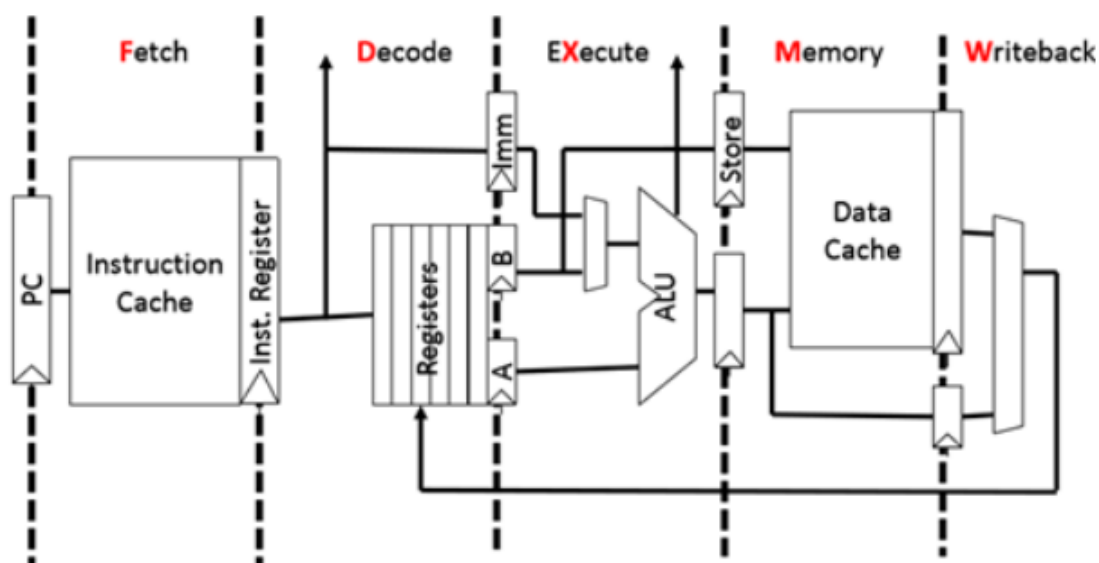 Fetch
Decode
EXecute
Memory
Writeback
PC
Instruction
Cache
Inst. Register
Registers
Imm
B
A
ALU
Store
Data
Cache